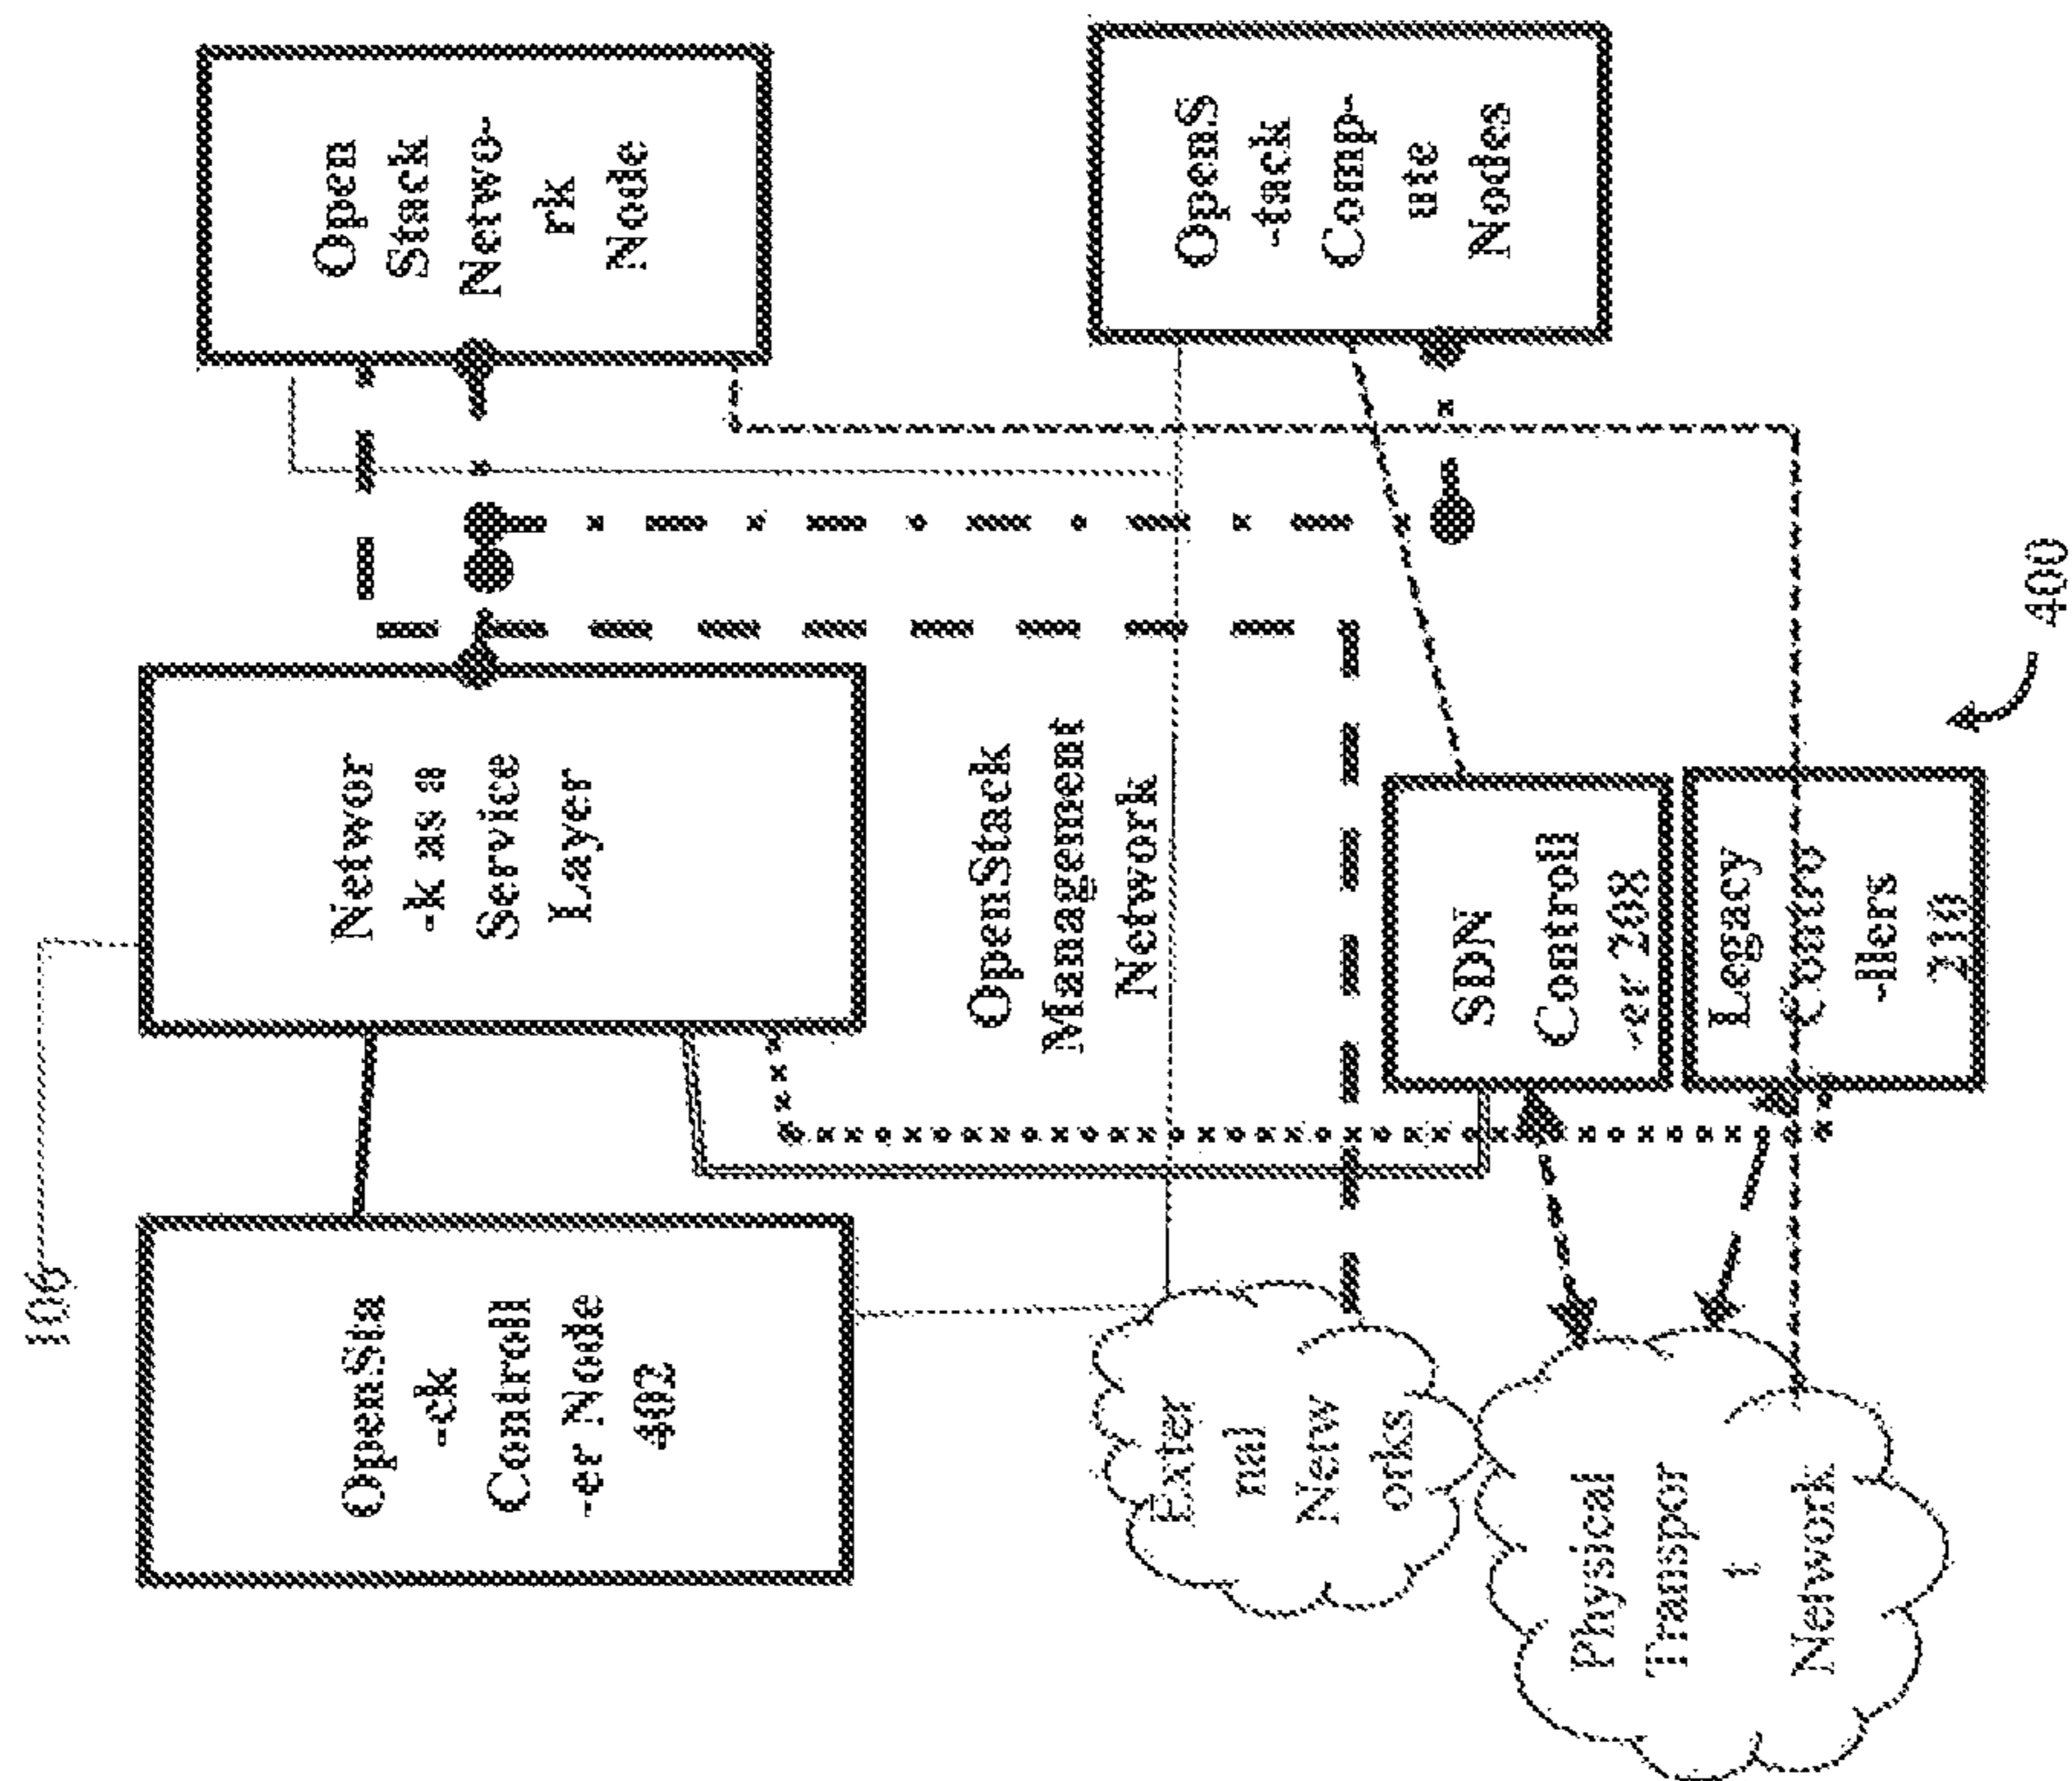 106
OpenSta
-ck
Controll
-er Node
402
Networ
-k as a
Service
Layer
Open
Stack
Netwo-
rk
Node
OpenStack
Management
Network
Exter
nal
Netw
orks
Physical
Transpor
t
Network
SDN
Controll
-er 208
Legacy
Contro
-llers
210
OpenS
-tack
Comp-
ute
Nodes
400